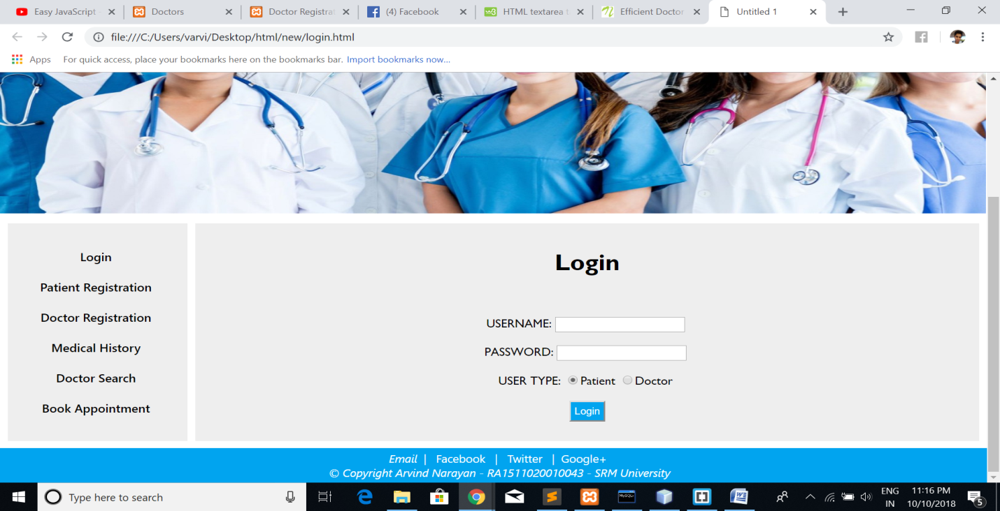 Easy JavaScript
Doctors
Doctor Registrat
(4) Facebook
HTML textarea t
Efficient Doctor
Untitled 1
file:///C:/Users/varvi/Desktop/html/new/login.html
Apps For quick access, place your bookmarks here on the bookmarks bar. Import bookmarks now...
Login
Patient Registration
Doctor Registration
Medical History
Doctor Search
Book Appointment
Login
USERNAME:
PASSWORD:
USER TYPE: Patient Doctor
Login
Email | Facebook | Twitter | Google+
© Copyright Arvind Narayan - RA1511020010043 - SRM University
Type here to search
MySQL
ENG
IN
11:16 PM
10/10/2018
5